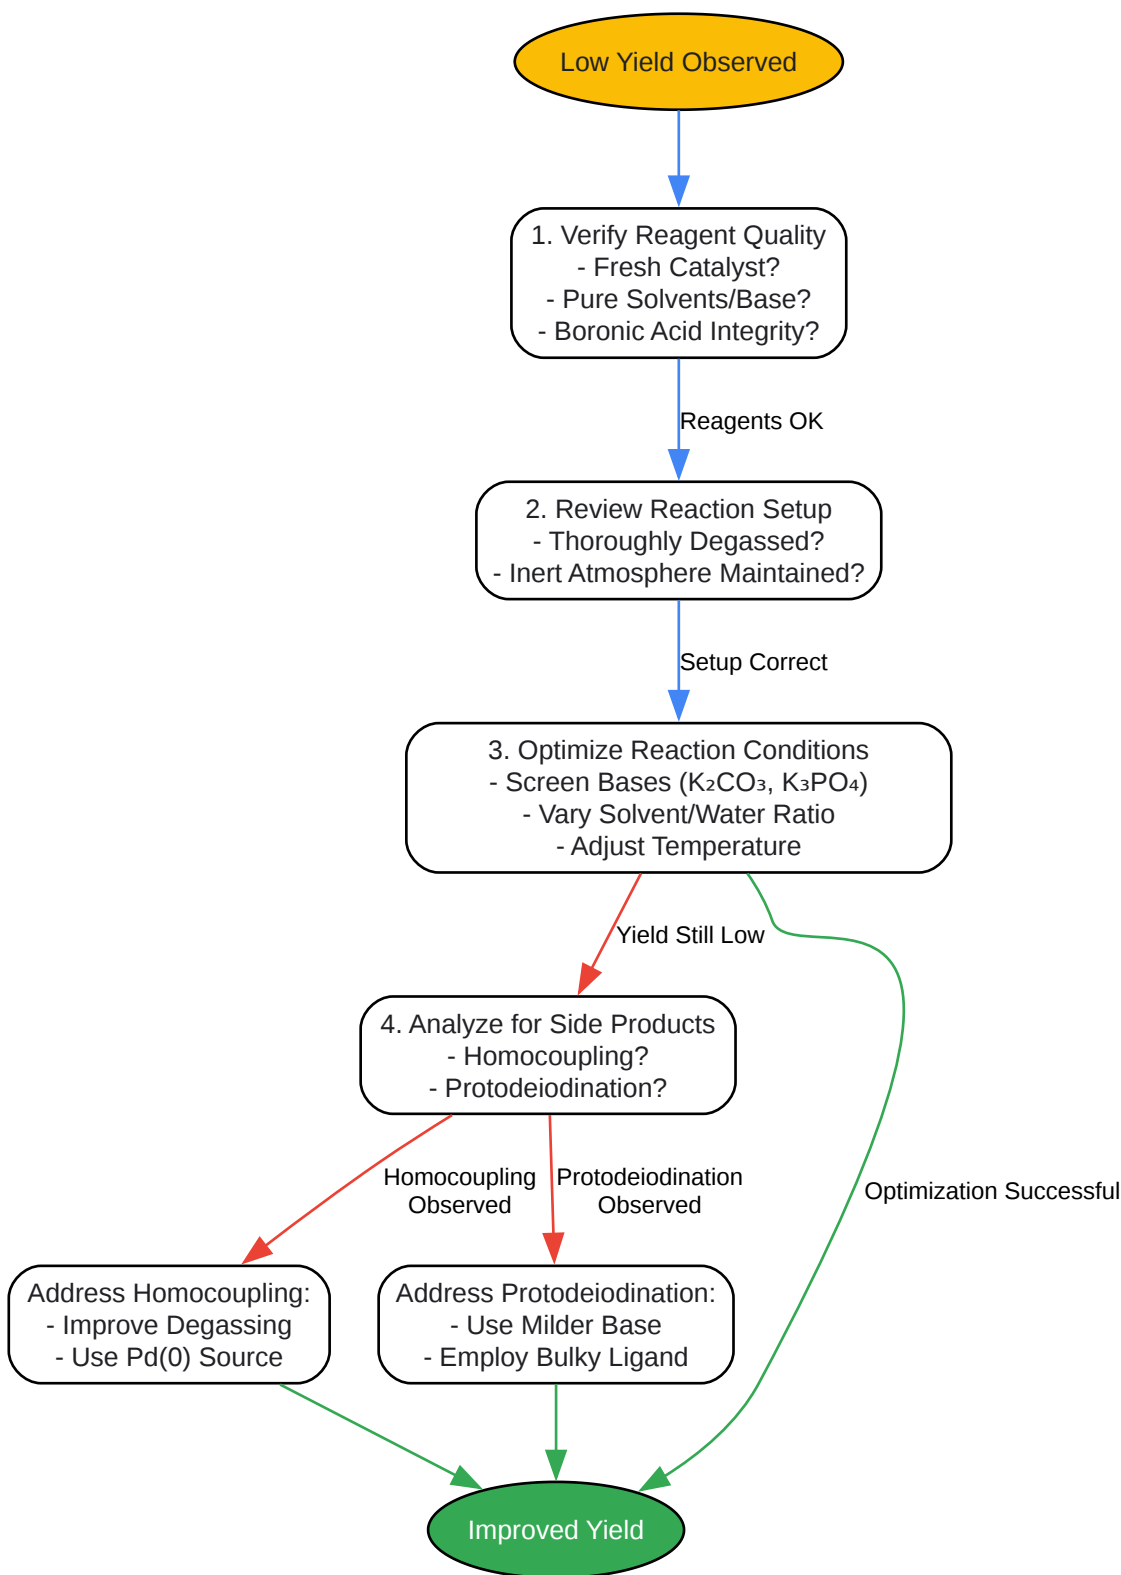 Low Yield Observed
1. Verify Reagent Quality
- Fresh Catalyst?
- Pure Solvents/Base?
- Boronic Acid Integrity?
Reagents OK
2. Review Reaction Setup
- Thoroughly Degassed?
- Inert Atmosphere Maintained?
Setup Correct
3. Optimize Reaction Conditions
- Screen Bases (K₂CO₃, K₃PO₄)
- Vary Solvent/Water Ratio
- Adjust Temperature
Yield Still Low
4. Analyze for Side Products
- Homocoupling?
- Protodeiodination?
Homocoupling
Observed
Protodeiodination
Observed
Optimization Successful
Address Homocoupling:
- Improve Degassing
- Use Pd(0) Source
Address Protodeiodination:
- Use Milder Base
- Employ Bulky Ligand
Improved Yield